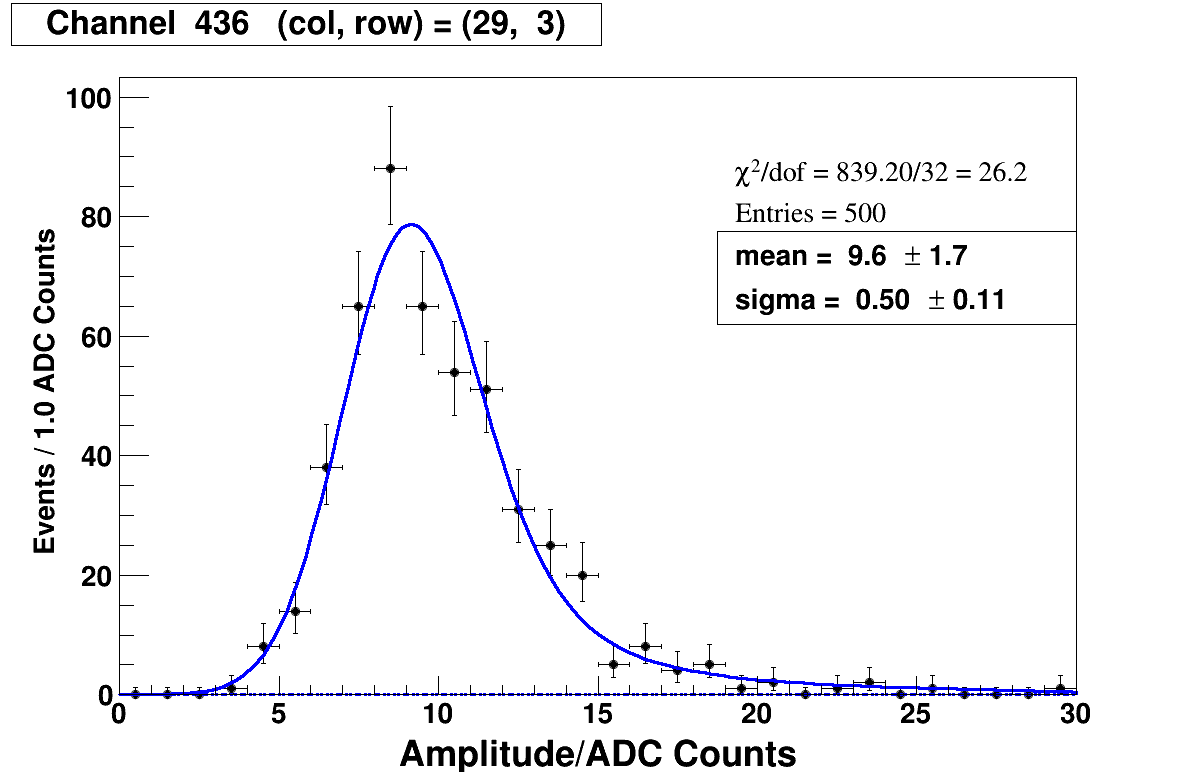 Channel 436 (col, row) = (29, 3)
100
80
60
40
20
0
Events / 1.0 ADC Counts
χ²/dof = 839.20/32 = 26.2
Entries = 500
mean = 9.6 ± 1.7
sigma = 0.50 ± 0.11
0 5 10 15 20 25 30
Amplitude/ADC Counts